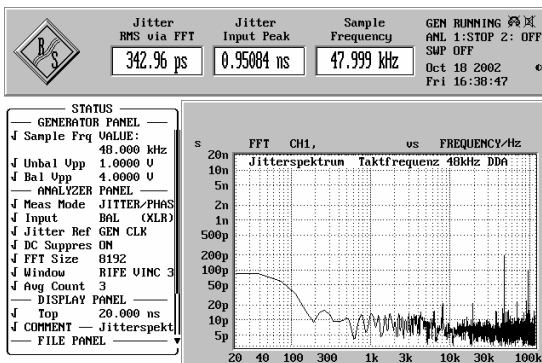 Jitter
RMS via FFT
342.96 ps
Jitter
Input Peak
0.95084 ns
Sample
Frequency
47.999 kHz
GEN RUNNING
ANL 1:STOP 2: OFF
SWP OFF
Oct 18 2002
Fri 16:38:47
R
S
STATUS
GENERATOR PANEL
Sample Frq VALUE:
48.000 kHz
Unbal Vpp 1.0000 V
Bal Vpp 4.0000 V
ANALYZER PANEL
Meas Mode JITTER/PHAS
Input BAL (XLR)
Jitter Ref GEN CLK
DC Suppres ON
FFT Size 8192
Window RIFE VINC 3
Avg Count 3
DISPLAY PANEL
Top 20.000 ns
COMMENT — Jitterspekt
FILE PANEL
s FFT CH1, vs FREQUENCY/Hz
Jitterspektrum Taktfrequenz 48kHz DDA
20n
10n
5n
2n
1n
500p
200p
100p
50p
20p
10p
5p
20 40 100 300 1k 3k 10k 30k 100k